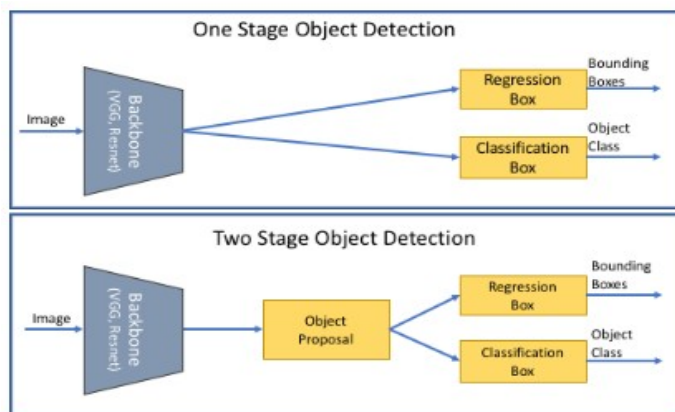 One Stage Object Detection
Image
Backbone
(VGG, Resnet)
Regression
Box
Bounding
Boxes
Classification
Box
Object
Class
Two Stage Object Detection
Image
Backbone
(VGG, Resnet)
Object
Proposal
Regression
Box
Bounding
Boxes
Classification
Box
Object
Class